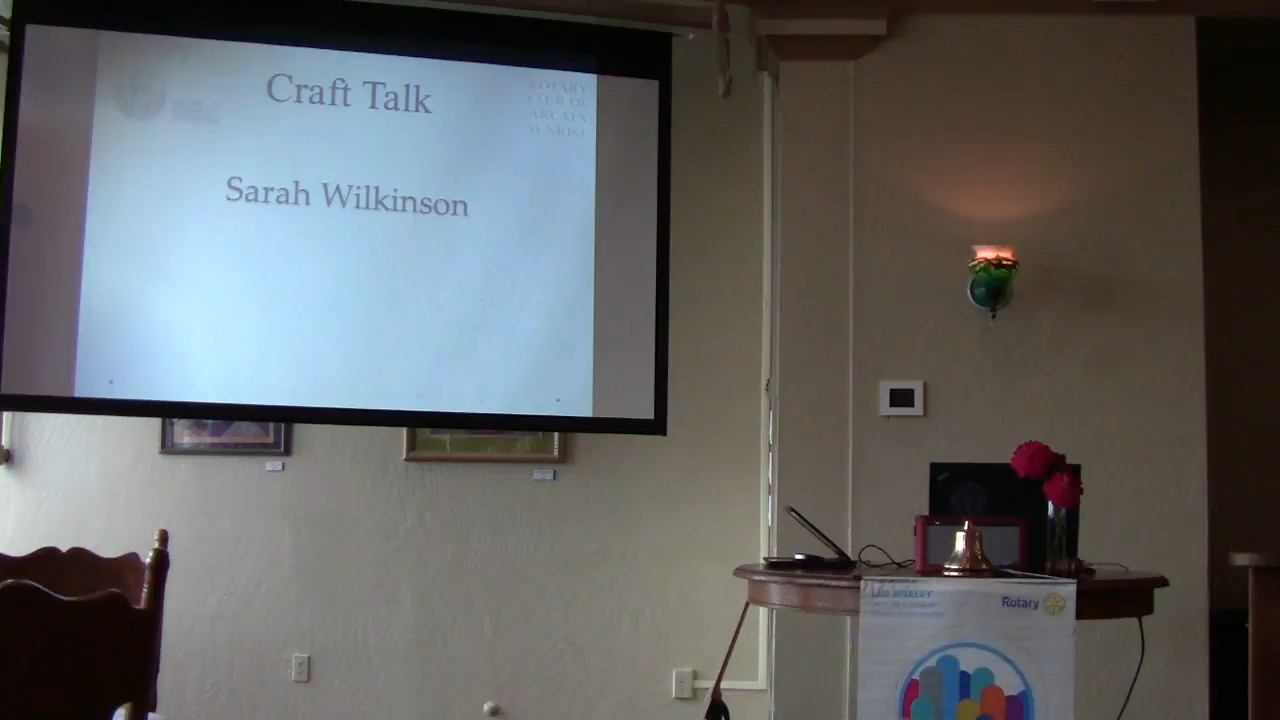 Craft Talk
ROTARY
CLUB OF
ARCATA
SUNRISE
Sarah Wilkinson
Rotary